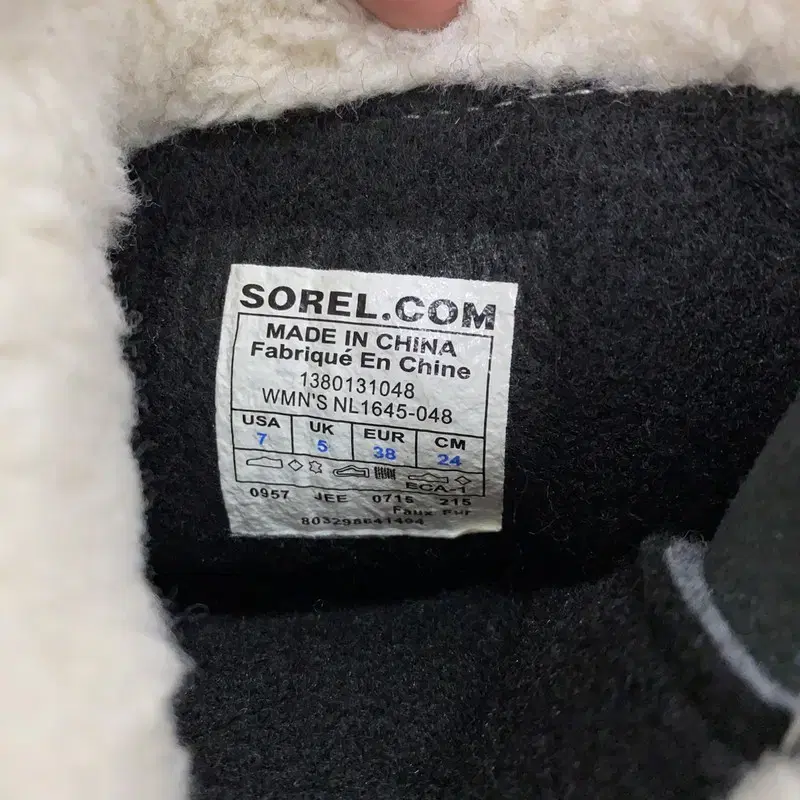 SOREL.COM
MADE IN CHINA
Fabriqué En Chine
1380131048
WMN'S NL1645-048
USA UK EUR CM
7 5 38 24
ECA-1
0957 JEE 0715 215
Faux Fur